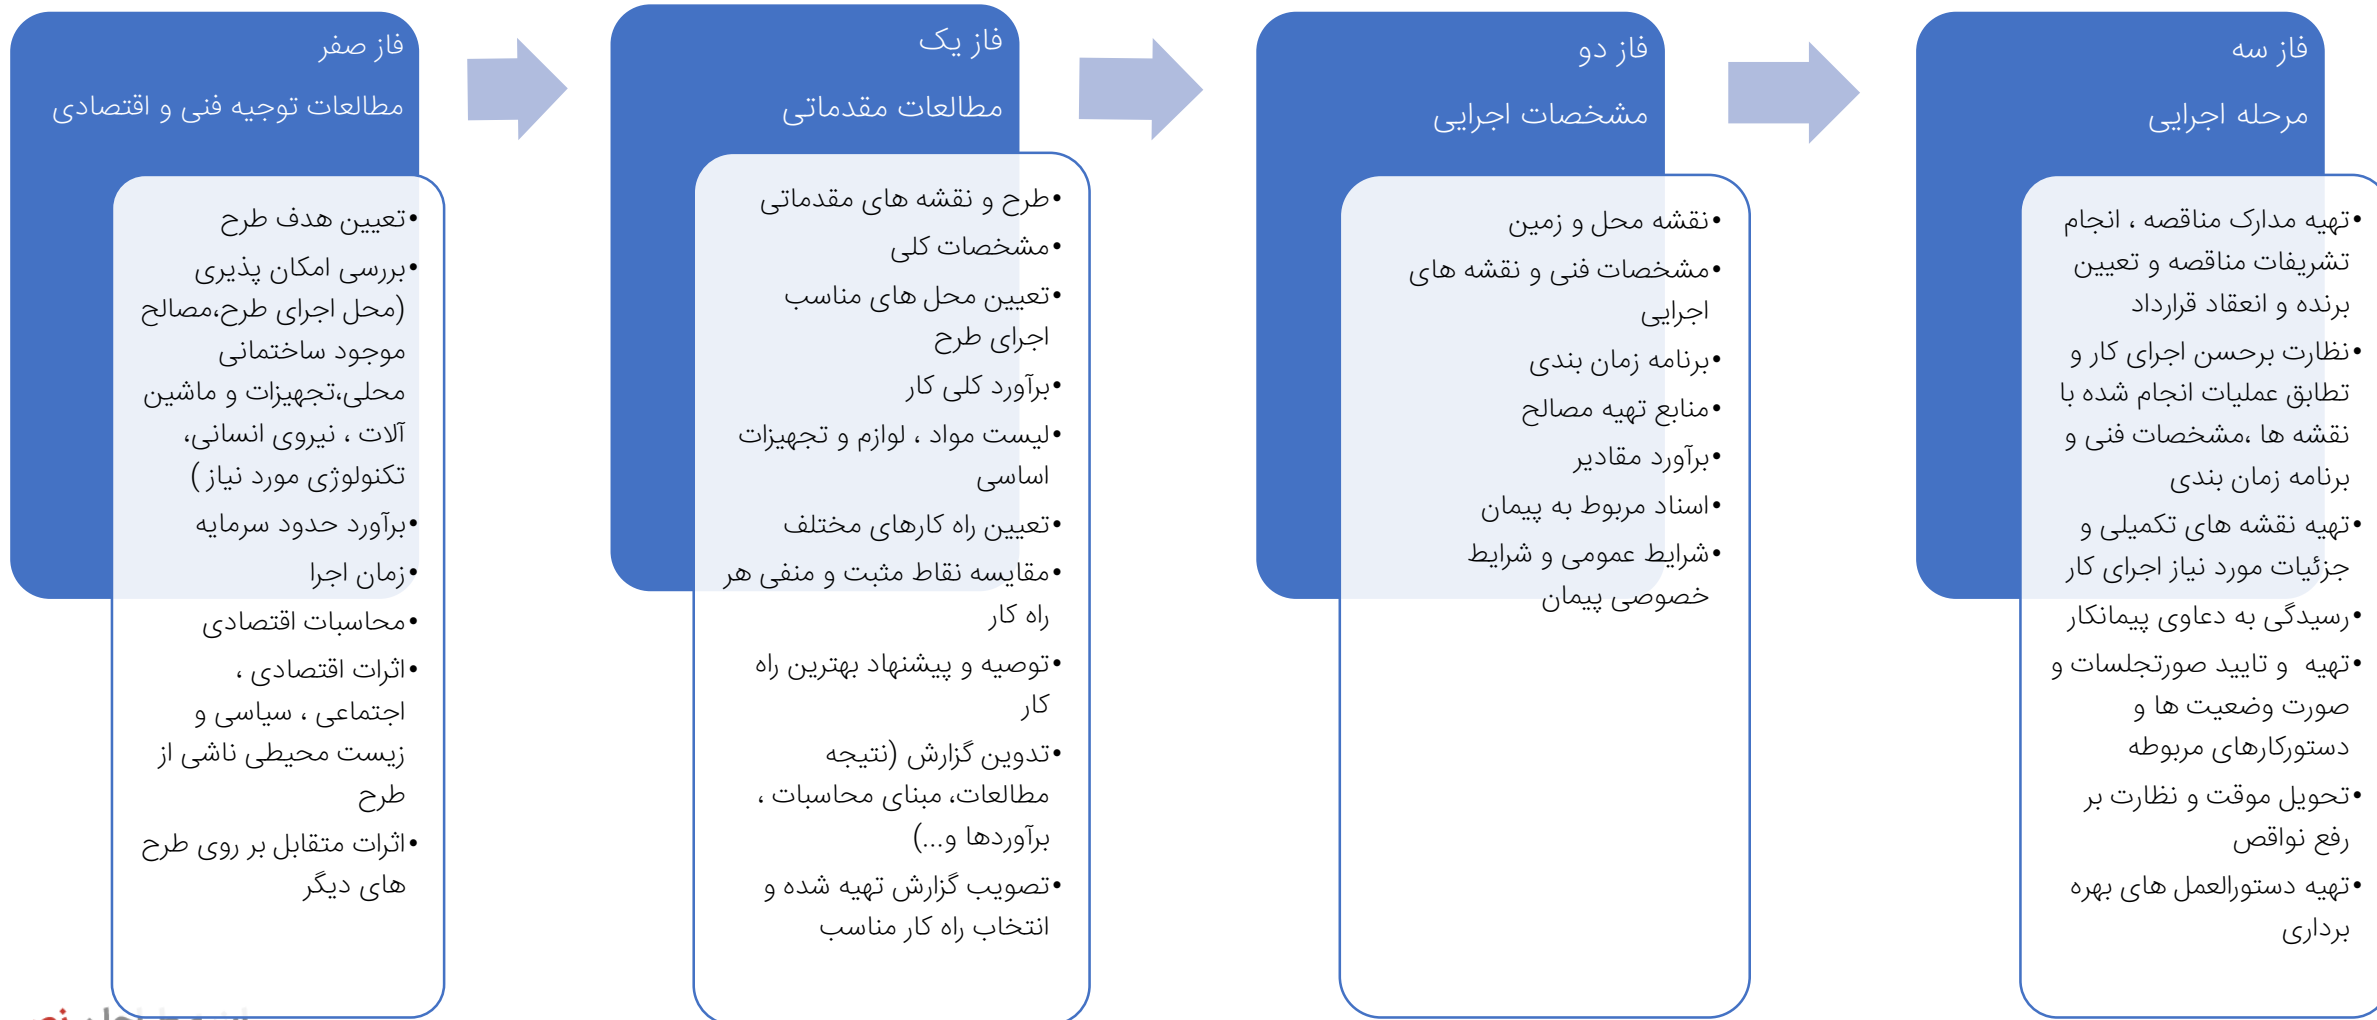 فاز صفر
مطالعات توجیه فنی و اقتصادی
•تعیین هدف طرح
•بررسی امکان پذیری
(محل اجرای طرح،مصالح
موجود ساختمانی
محلی،تجهیزات و ماشین
آلات ، نیروی انسانی،
تکنولوژی مورد نیاز )
•برآورد حدود سرمایه
•زمان اجرا
•محاسبات اقتصادی
•اثرات اقتصادی ،
اجتماعی ، سیاسی و
زیست محیطی ناشی از
طرح
•اثرات متقابل بر روی طرح
های دیگر
فاز یک
مطالعات مقدماتی
•طرح و نقشه های مقدماتی
•مشخصات کلی
•تعیین محل های مناسب
اجرای طرح
•برآورد کلی کار
•لیست مواد ، لوازم و تجهیزات
اساسی
•تعیین راه کارهای مختلف
•مقایسه نقاط مثبت و منفی هر
راه کار
•توصیه و پیشنهاد بهترین راه
کار
•تدوین گزارش (نتیجه
مطالعات، مبنای محاسبات ،
برآوردها و...)
•تصویب گزارش تهیه شده و
انتخاب راه کار مناسب
فاز دو
مشخصات اجرایی
•نقشه محل و زمین
•مشخصات فنی و نقشه های
اجرایی
•برنامه زمان بندی
•منابع تهیه مصالح
•برآورد مقادیر
•اسناد مربوط به پیمان
•شرایط عمومی و شرایط
خصوصی پیمان
فاز سه
مرحله اجرایی
•تهیه مدارک مناقصه ، انجام
تشریفات مناقصه و تعیین
برنده و انعقاد قرارداد
•نظارت برحسن اجرای کار و
تطابق عملیات انجام شده با
نقشه ها ،مشخصات فنی و
برنامه زمان بندی
•تهیه نقشه های تکمیلی و
جزئیات مورد نیاز اجرای کار
•رسیدگی به دعاوی پیمانکار
•تهیه و تایید صورتجلسات و
صورت وضعیت ها و
دستورکارهای مربوطه
•تحویل موقت و نظارت بر
رفع نواقص
•تهیه دستورالعمل های بهره
برداری